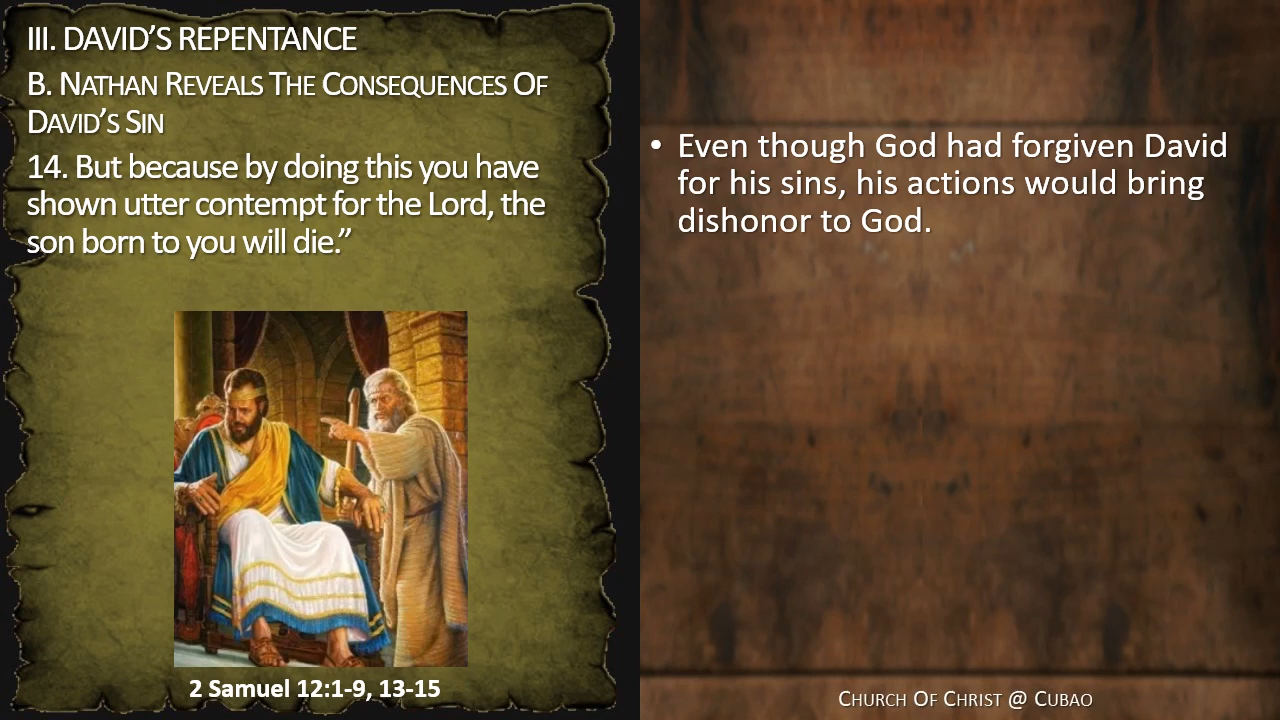 III. DAVID’S REPENTANCE
B. NATHAN REVEALS THE CONSEQUENCES OF
DAVID’S SIN
14. But because by doing this you have
shown utter contempt for the Lord, the
son born to you will die.”
2 Samuel 12:1-9, 13-15
• Even though God had forgiven David
for his sins, his actions would bring
dishonor to God.
CHURCH OF CHRIST @ CUBAO